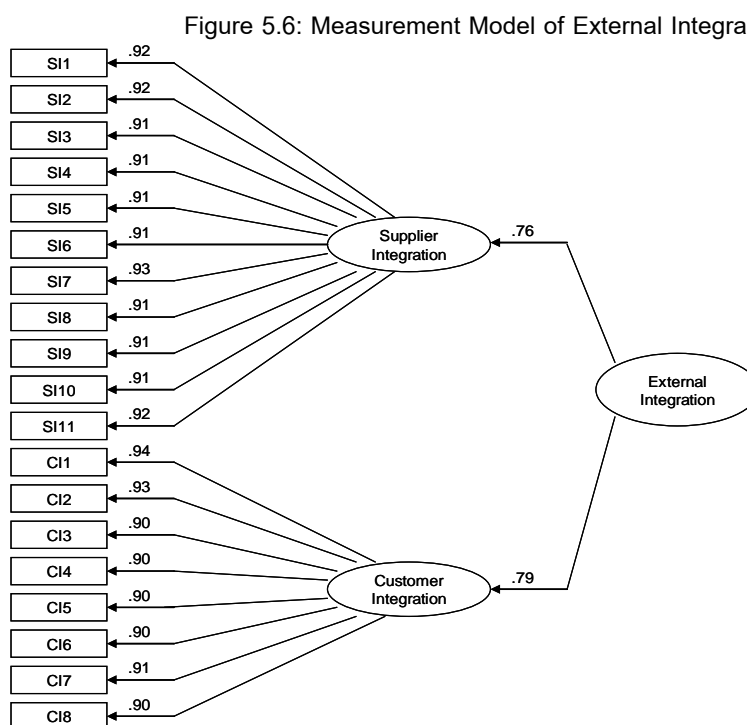 Figure 5.6: Measurement Model of External Integra
SI1
.92
SI2
.92
SI3
.91
SI4
.91
SI5
.91
SI6
.91
SI7
.93
SI8
.91
SI9
.91
SI10
.91
SI11
.92
CI1
.94
CI2
.93
CI3
.90
CI4
.90
CI5
.90
CI6
.90
CI7
.91
CI8
.90
Supplier
Integration
.76
Customer
Integration
.79
External
Integration